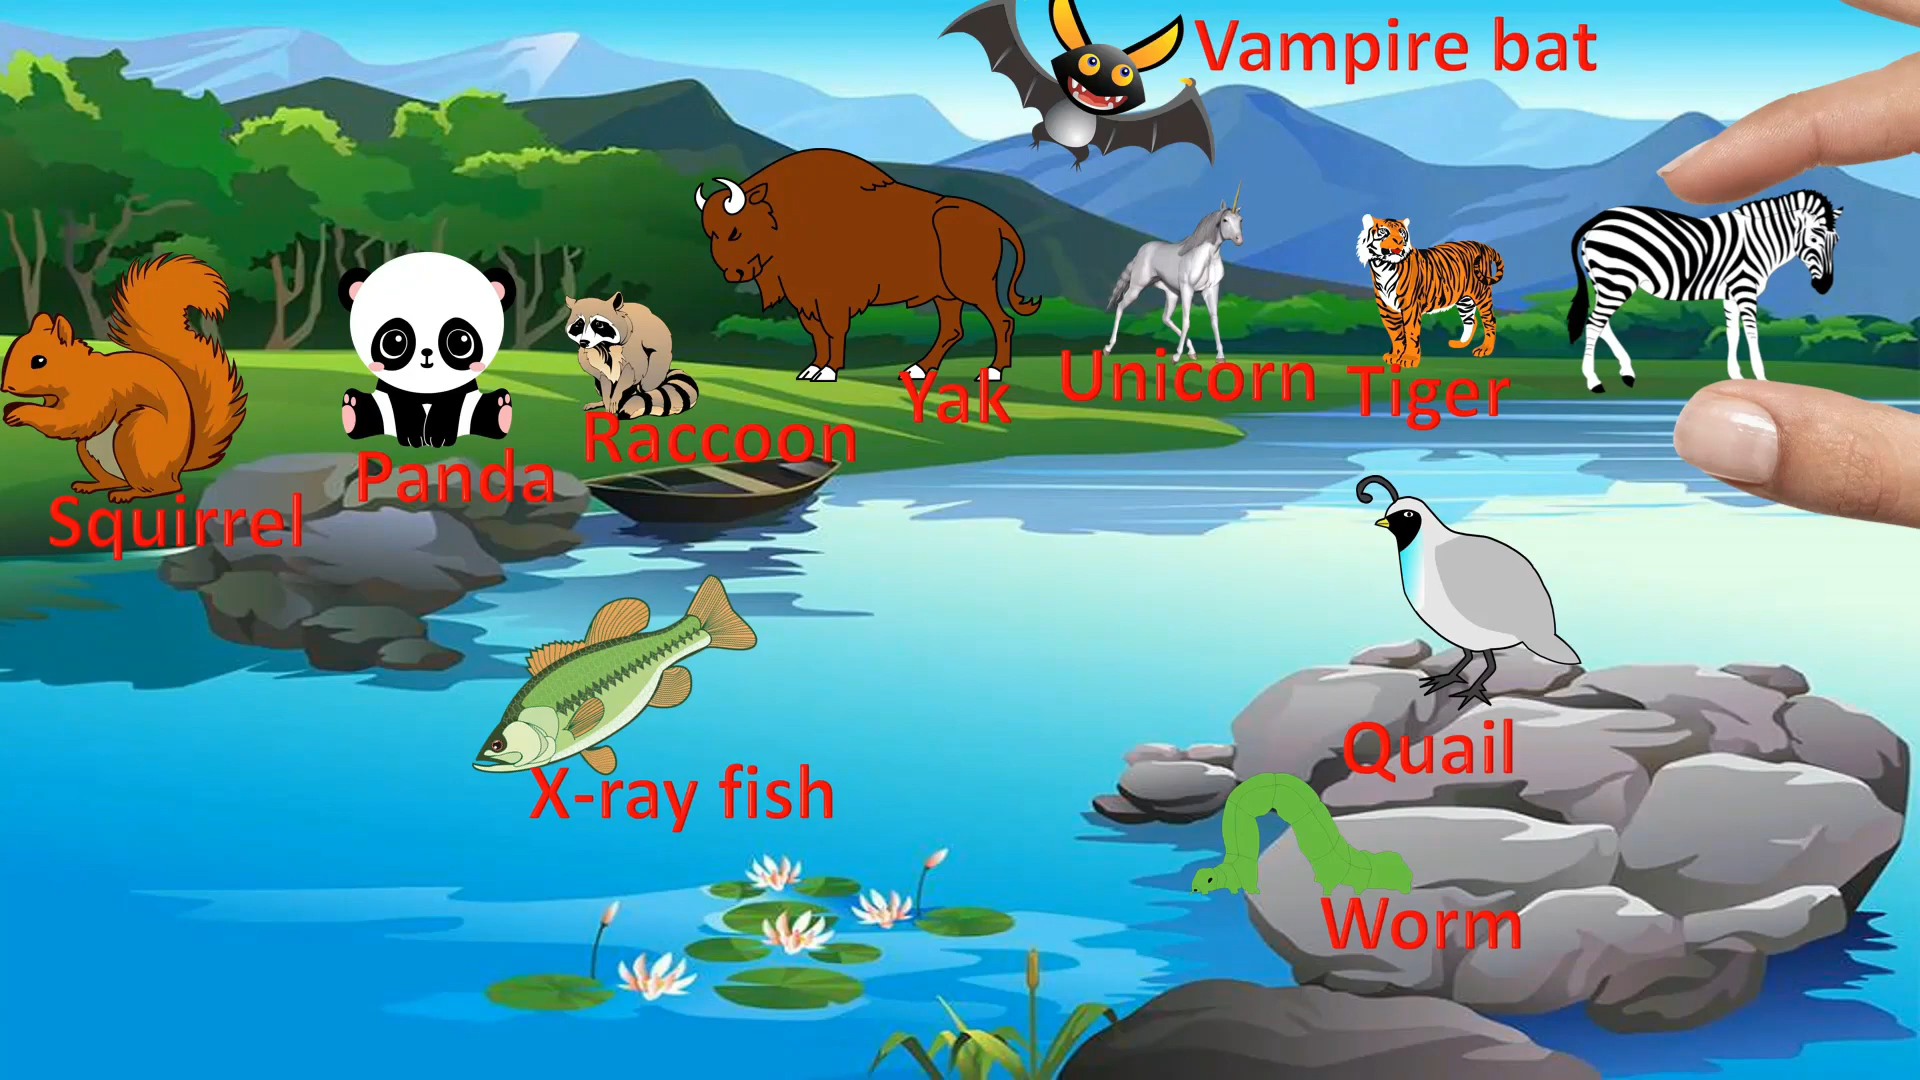 Vampire bat
Squirrel
Panda
Raccoon
Yak
Unicorn
Tiger
X-ray fish
Quail
Worm